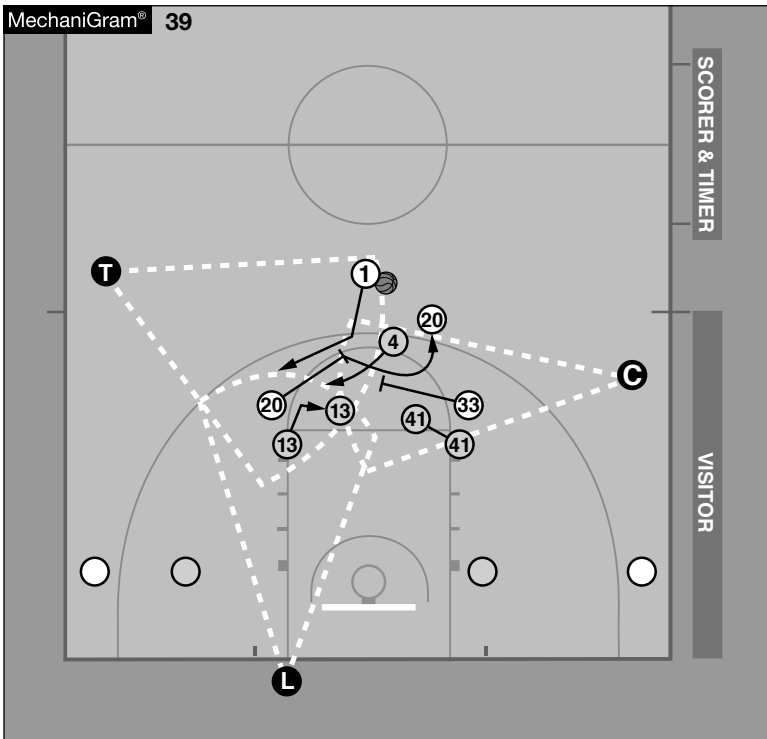 MechaniGram® 39
SCORER & TIMER
T
1
20
4
C
20
13
33
41
13
41
VISITOR
L